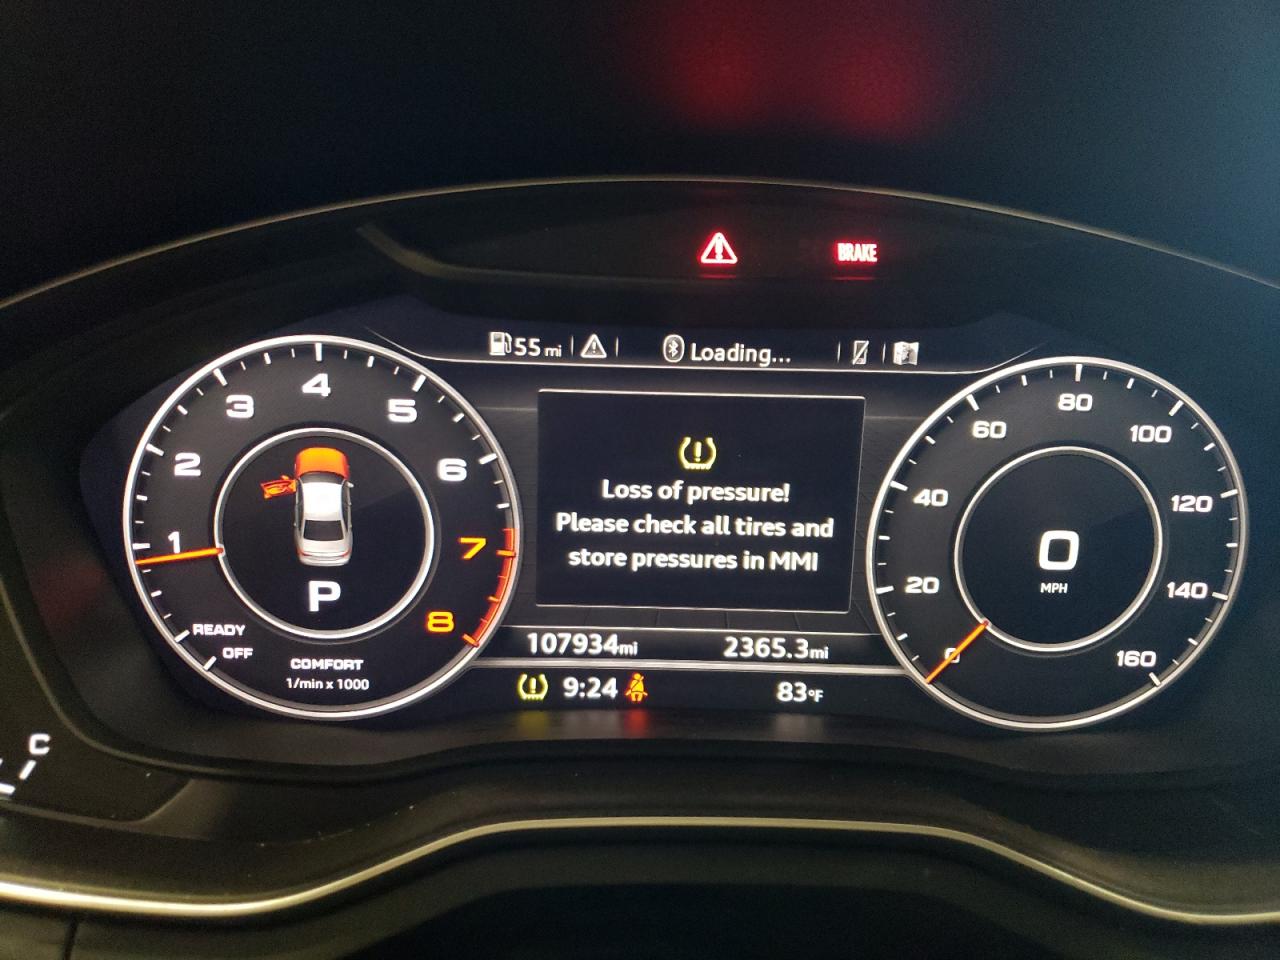 BRAKE
55 mi
Loading...
1
2
3
4
5
6
7
8
P
READY
OFF
COMFORT
1/min x 1000
Loss of pressure!
Please check all tires and
store pressures in MMI
0
20
40
60
80
100
120
140
160
0
MPH
107934mi
2365.3mi
9:24
83°F
C